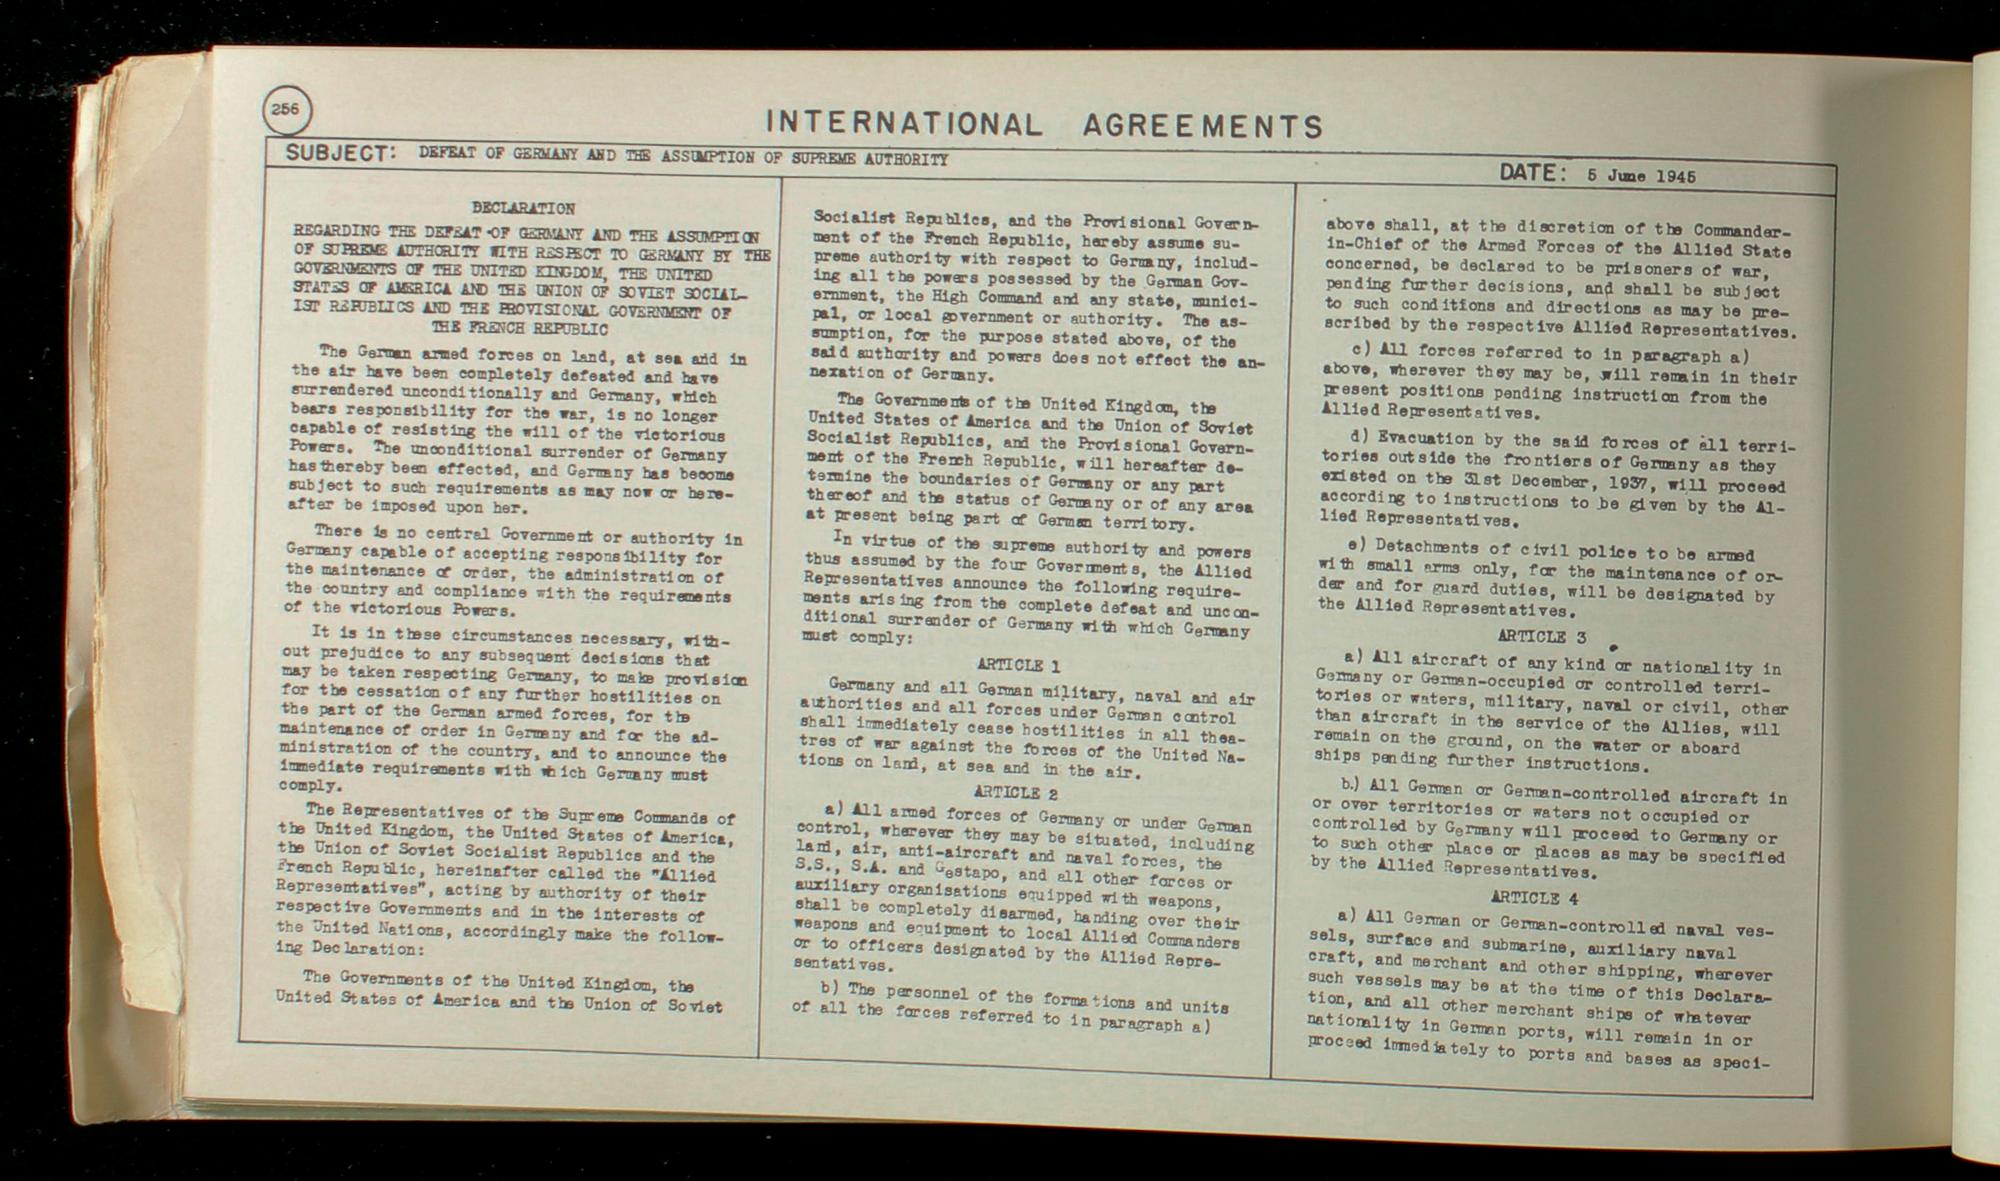 256
INTERNATIONAL AGREEMENTS
SUBJECT: DEFEAT OF GERMANY AND THE ASSUMPTION OF SUPREME AUTHORITY
DATE: 5 June 1945
DECLARATION
REGARDING THE DEFEAT OF GERMANY AND THE ASSUMPTION
OF SUPREME AUTHORITY WITH RESPECT TO GERMANY BY THE
GOVERNMENTS OF THE UNITED KINGDOM, THE UNITED
STATES OF AMERICA AND THE UNION OF SOVIET SOCIAL-
IST REPUBLICS AND THE PROVISIONAL GOVERNMENT OF
THE FRENCH REPUBLIC
The German armed forces on land, at sea and in
the air have been completely defeated and have
surrendered unconditionally and Germany, which
bears responsibility for the war, is no longer
capable of resisting the will of the victorious
Powers. The unconditional surrender of Germany
has thereby been effected, and Germany has become
subject to such requirements as may now or here-
after be imposed upon her.
There is no central Government or authority in
Germany capable of accepting responsibility for
the maintenance of order, the administration of
the country and compliance with the requirements
of the victorious Powers.
It is in these circumstances necessary, with-
out prejudice to any subsequent decisions that
may be taken respecting Germany, to make provision
for the cessation of any further hostilities on
the part of the German armed forces, for the
maintenance of order in Germany and for the ad-
ministration of the country, and to announce the
immediate requirements with which Germany must
comply.
The Representatives of the Supreme Commands of
the United Kingdom, the United States of America,
the Union of Soviet Socialist Republics and the
French Republic, hereinafter called the "Allied
Representatives", acting by authority of their
respective Governments and in the interests of
the United Nations, accordingly make the follow-
ing Declaration:
The Governments of the United Kingdom, the
United States of America and the Union of Soviet
Socialist Republics, and the Provisional Govern-
ment of the French Republic, hereby assume su-
preme authority with respect to Germany, includ-
ing all the powers possessed by the German Gov-
ernment, the High Command and any state, munici-
pal, or local government or authority. The as-
sumption, for the purpose stated above, of the
said authority and powers does not effect the an-
nexation of Germany.
The Governments of the United Kingdom, the
United States of America and the Union of Soviet
Socialist Republics, and the Provisional Govern-
ment of the French Republic, will hereafter de-
termine the boundaries of Germany or any part
thereof and the status of Germany or of any area
at present being part of German territory.
In virtue of the supreme authority and powers
thus assumed by the four Governments, the Allied
Representatives announce the following require-
ments arising from the complete defeat and uncon-
ditional surrender of Germany with which Germany
must comply:
ARTICLE 1
Germany and all German military, naval and air
authorities and all forces under German control
shall immediately cease hostilities in all thea-
tres of war against the forces of the United Na-
tions on land, at sea and in the air.
ARTICLE 2
a) All armed forces of Germany or under German
control, wherever they may be situated, including
land, air, anti-aircraft and naval forces, the
S.S., S.A. and Gestapo, and all other forces or
auxiliary organisations equipped with weapons,
shall be completely disarmed, handing over their
weapons and equipment to local Allied Commanders
or to officers designated by the Allied Repre-
sentatives.
b) The personnel of the formations and units
of all the forces referred to in paragraph a)
above shall, at the discretion of the Commander-
in-Chief of the Armed Forces of the Allied State
concerned, be declared to be prisoners of war,
pending further decisions, and shall be subject
to such conditions and directions as may be pre-
scribed by the respective Allied Representatives.
c) All forces referred to in paragraph a)
above, wherever they may be, will remain in their
present positions pending instruction from the
Allied Representatives.
d) Evacuation by the said forces of all terri-
tories outside the frontiers of Germany as they
existed on the 31st December, 1937, will proceed
according to instructions to be given by the Al-
lied Representatives.
e) Detachments of civil police to be armed
with small arms only, for the maintenance of or-
der and for guard duties, will be designated by
the Allied Representatives.
ARTICLE 3
a) All aircraft of any kind or nationality in
Germany or German-occupied or controlled terri-
tories or waters, military, naval or civil, other
than aircraft in the service of the Allies, will
remain on the ground, on the water or aboard
ships pending further instructions.
b.) All German or German-controlled aircraft in
or over territories or waters not occupied or
controlled by Germany will proceed to Germany or
to such other place or places as may be specified
by the Allied Representatives.
ARTICLE 4
a) All German or German-controlled naval ves-
sels, surface and submarine, auxiliary naval
craft, and merchant and other shipping, wherever
such vessels may be at the time of this Declara-
tion, and all other merchant ships of whatever
nationality in German ports, will remain in or
proceed immediately to ports and bases as speci-